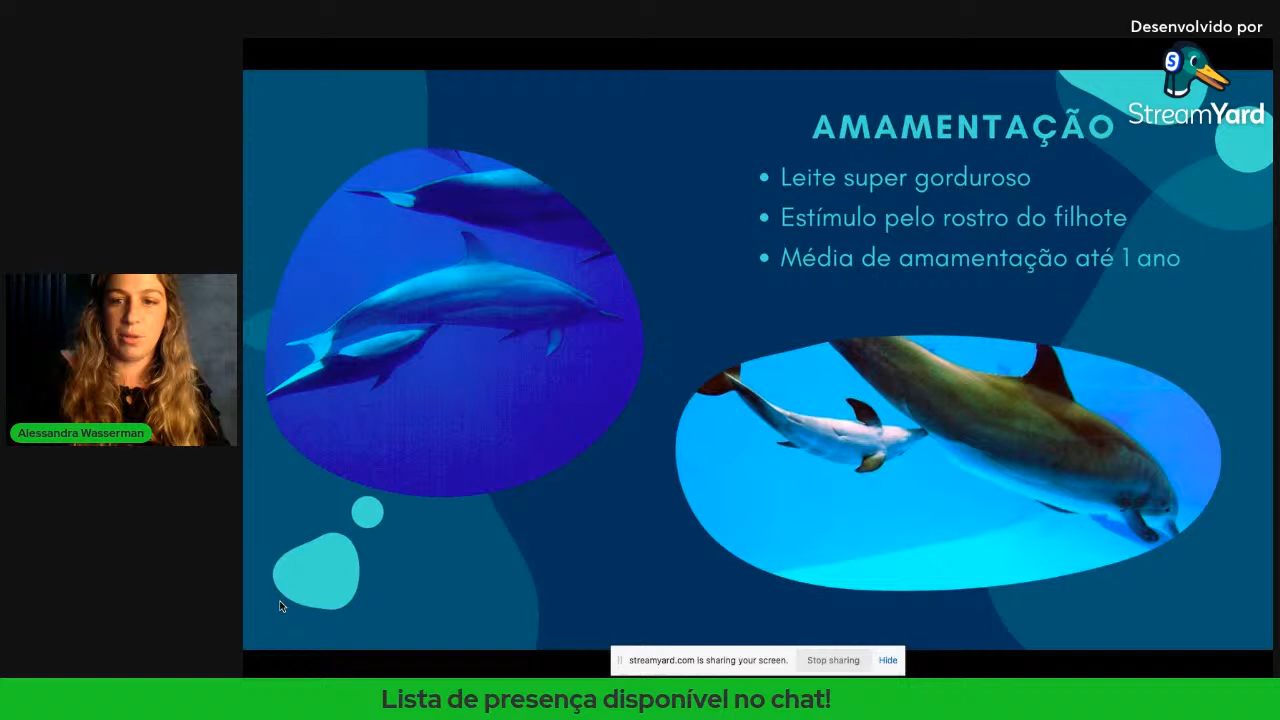 Desenvolvido por
S
StreamYard
AMAMENTAÇÃO
• Leite super gorduroso
• Estímulo pelo rostro do filhote
• Média de amamentação até 1 ano
Alessandra Wasserman
streamyard.com is sharing your screen. Stop sharing Hide
Lista de presença disponível no chat!